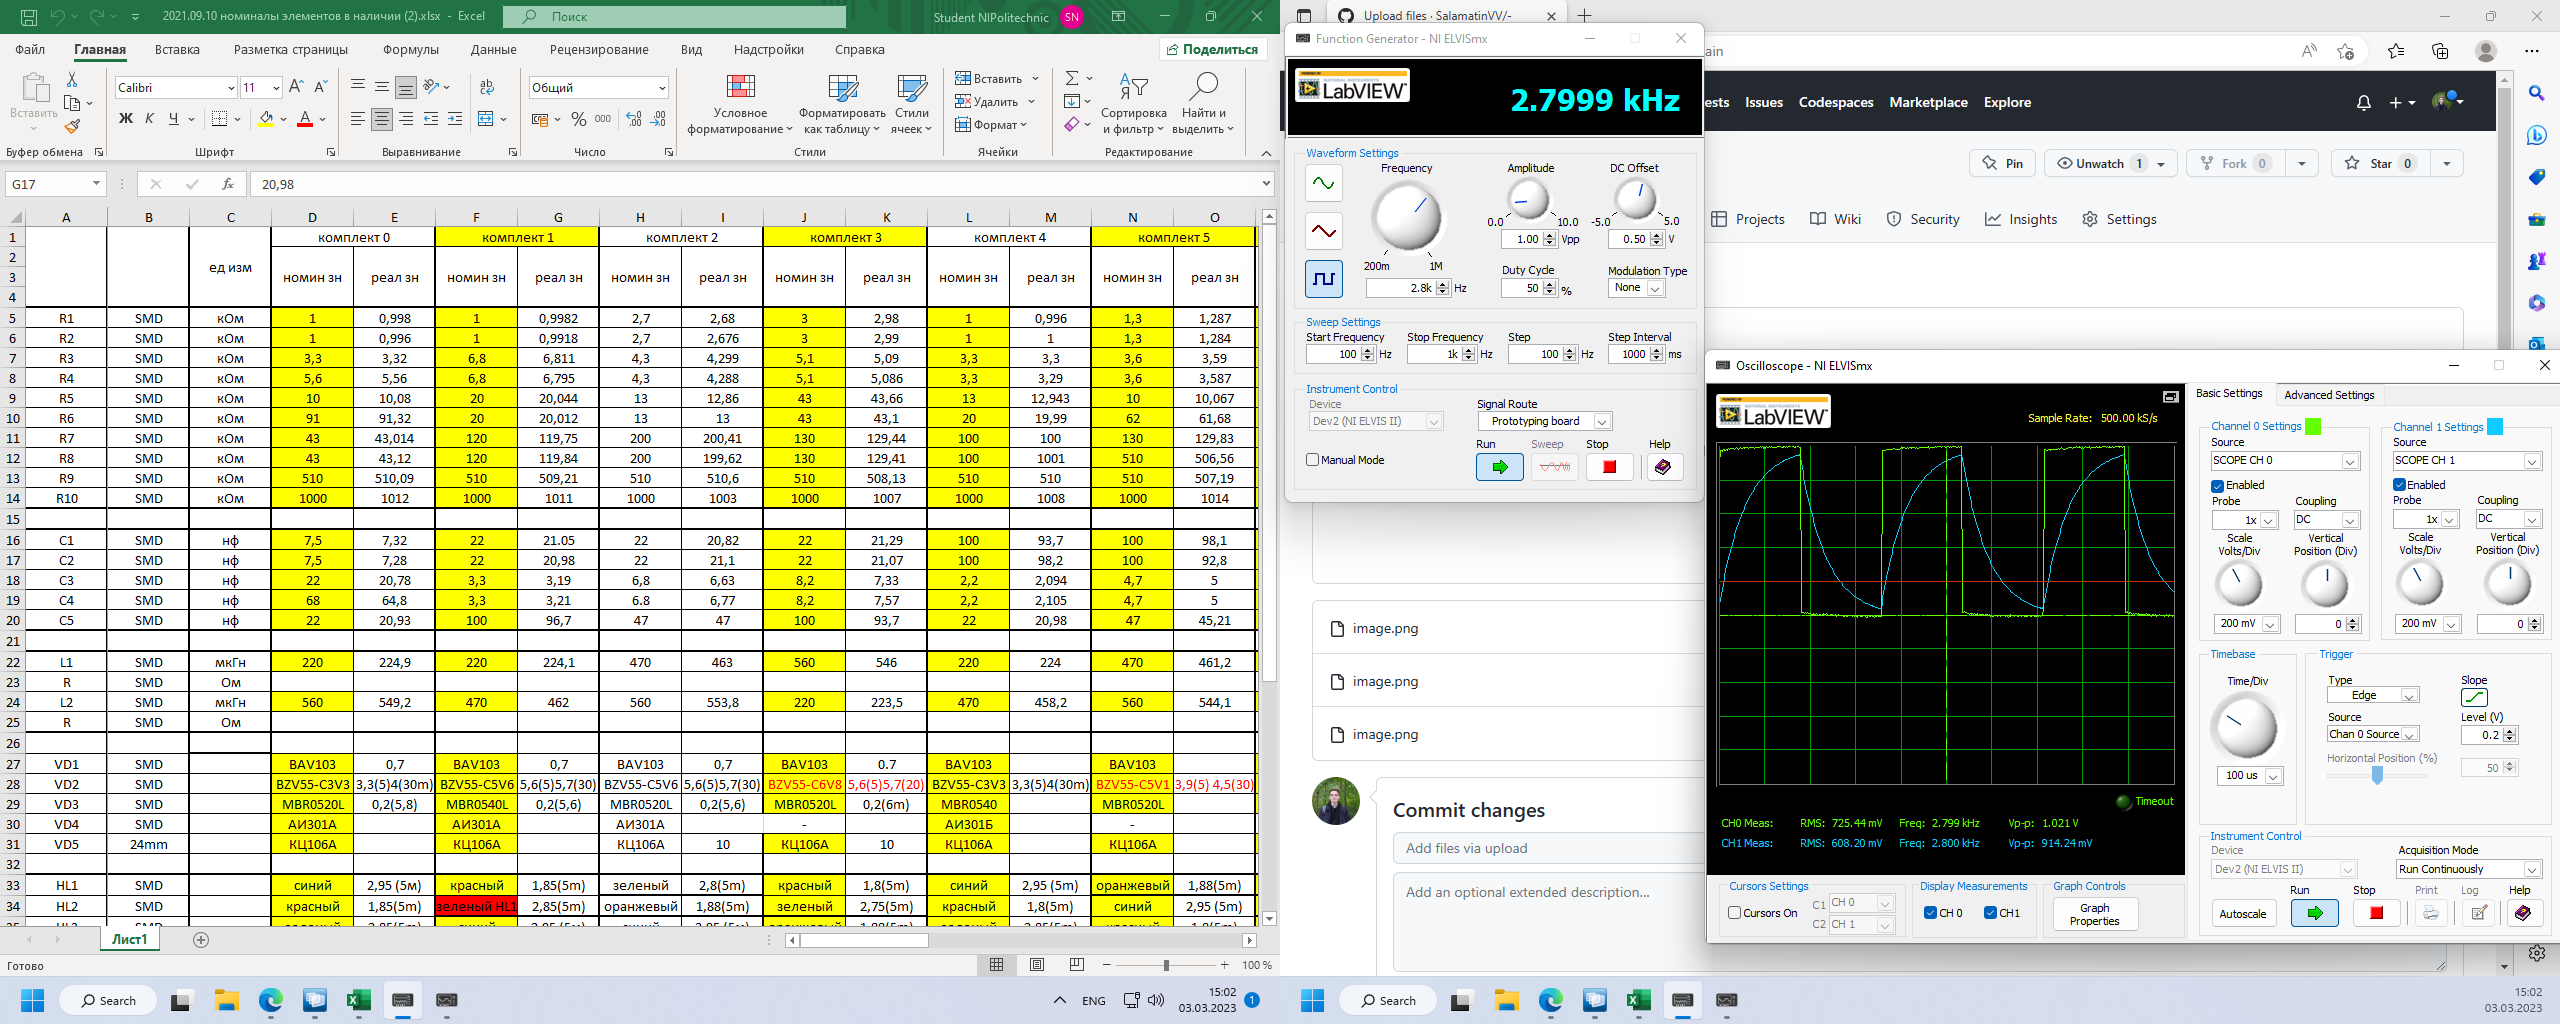 2021.09.10 номиналы элементов в наличии (2).xlsx - Excel
Поиск
Student NIPolitechnic SN
Файл Главная Вставка Разметка страницы Формулы Данные Рецензирование Вид Надстройки Справка Поделиться
Вставить
Calibri 11
Ж К Ч
Общий
Условное форматирование
Форматировать как таблицу
Стили ячеек
Вставить
Удалить
Формат
Сортировка и фильтр
Найти и выделить
Буфер обмена Шрифт Выравнивание Число Стили Ячейки Редактирование
G17 fx 20,98
A B C D E F G H I J K L M N O
1 комплект 0 комплект 1 комплект 2 комплект 3 комплект 4 комплект 5
2
3 ед изм номин зн реал зн номин зн реал зн номин зн реал зн номин зн реал зн номин зн реал зн номин зн реал зн
4
5 R1 SMD кОм 1 0,998 1 0,9982 2,7 2,68 3 2,98 1 0,996 1,3 1,287
6 R2 SMD кОм 1 0,996 1 0,9918 2,7 2,676 3 2,99 1 1 1,3 1,284
7 R3 SMD кОм 3,3 3,32 6,8 6,811 4,3 4,299 5,1 5,09 3,3 3,3 3,6 3,59
8 R4 SMD кОм 5,6 5,56 6,8 6,795 4,3 4,288 5,1 5,086 3,3 3,29 3,6 3,587
9 R5 SMD кОм 10 10,08 20 20,044 13 12,86 43 43,66 13 12,943 10 10,067
10 R6 SMD кОм 91 91,32 20 20,012 13 13 43 43,1 20 19,99 62 61,68
11 R7 SMD кОм 43 43,014 120 119,75 200 200,41 130 129,44 100 100 130 129,83
12 R8 SMD кОм 43 43,12 120 119,84 200 199,62 130 129,41 100 1001 510 506,56
13 R9 SMD кОм 510 510,09 510 509,21 510 510,6 510 508,13 510 510 510 507,19
14 R10 SMD кОм 1000 1012 1000 1011 1000 1003 1000 1007 1000 1008 1000 1014
15
16 C1 SMD нф 7,5 7,32 22 21.05 22 20,82 22 21,29 100 93,7 100 98,1
17 C2 SMD нф 7,5 7,28 22 20,98 22 21,1 22 21,07 100 98,2 100 92,8
18 C3 SMD нф 22 20,78 3,3 3,19 6,8 6,63 8,2 7,33 2,2 2,094 4,7 5
19 C4 SMD нф 68 64,8 3,3 3,21 6.8 6,77 8,2 7,57 2,2 2,105 4,7 5
20 C5 SMD нф 22 20,93 100 96,7 47 47 100 93,7 22 20,98 47 45,21
21
22 L1 SMD мкГн 220 224,9 220 224,1 470 463 560 546 220 224 470 461,2
23 R SMD Ом
24 L2 SMD мкГн 560 549,2 470 462 560 553,8 220 223,5 470 458,2 560 544,1
25 R SMD Ом
26
27 VD1 SMD BAV103 0,7 BAV103 0,7 BAV103 0,7 BAV103 0.7 BAV103 BAV103
28 VD2 SMD BZV55-C3V3 3,3(5)4(30m) BZV55-C5V6 5,6(5)5,7(30) BZV55-C5V6 5,6(5)5,7(30) BZV55-C6V8 5,6(5)5,7(20) BZV55-C3V3 3,3(5)4(30m) BZV55-C5V1 3,9(5) 4,5(30)
29 VD3 SMD MBR0520L 0,2(5,8) MBR0540L 0,2(5,6) MBR0520L 0,2(5,6) MBR0520L 0,2(6m) MBR0540 MBR0520L
30 VD4 SMD АИ301А АИ301А АИ301А - АИ301Б -
31 VD5 24mm КЦ106А КЦ106А КЦ106А 10 КЦ106А 10 КЦ106А КЦ106А
32
33 HL1 SMD синий 2,95 (5м) красный 1,85(5m) зеленый 2,8(5m) красный 1,8(5m) синий 2,95 (5m) оранжевый 1,88(5m)
34 HL2 SMD красный 1,85(5m) зеленый HL1 2,85(5m) оранжевый 1,88(5m) зеленый 2,75(5m) красный 1,8(5m) синий 2,95 (5m)
Лист1
Готово 100 %
Search
ENG
15:02
03.03.2023
1
Upload files · SalamatinVV/-
ain
ests Issues Codespaces Marketplace Explore
Pin Unwatch 1 Fork 0 Star 0
Projects Wiki Security Insights Settings
image.png
image.png
image.png
Commit changes
Add files via upload
Add an optional extended description...
Function Generator - NI ELVISmx
POWERED BY
NATIONAL INSTRUMENTS
LabVIEW
2.7999 kHz
Waveform Settings
Frequency Amplitude DC Offset
0.0 10.0 -5.0 5.0
1.00 Vpp 0.50 V
200m 1M
Duty Cycle Modulation Type
2.8k Hz 50 % None
Sweep Settings
Start Frequency Stop Frequency Step Step Interval
100 Hz 1k Hz 100 Hz 1000 ms
Instrument Control
Device Signal Route
Dev2 (NI ELVIS II) Prototyping board
Run Sweep Stop Help
Manual Mode
Oscilloscope - NI ELVISmx
POWERED BY
NATIONAL INSTRUMENTS
LabVIEW
Sample Rate: 500.00 kS/s
Timeout
CH0 Meas: RMS: 725.44 mV Freq: 2.799 kHz Vp-p: 1.021 V
CH1 Meas: RMS: 608.20 mV Freq: 2.800 kHz Vp-p: 914.24 mV
Cursors Settings
Cursors On C1 CH 0
C2 CH 1
Display Measurements
CH 0 CH1
Graph Controls
Graph Properties
Basic Settings Advanced Settings
Channel 0 Settings Channel 1 Settings
Source Source
SCOPE CH 0 SCOPE CH 1
Enabled Enabled
Probe Coupling Probe Coupling
1x DC 1x DC
Scale Volts/Div Vertical Position (Div) Scale Volts/Div Vertical Position (Div)
200 mV 0 200 mV 0
Timebase Trigger
Time/Div Type Slope
Edge
Source Level (V)
Chan 0 Source 0.2
Horizontal Position (%)
100 us 50
Instrument Control
Device Acquisition Mode
Dev2 (NI ELVIS II) Run Continuously
Run Stop Print Log Help
Autoscale
Search
15:02
03.03.2023